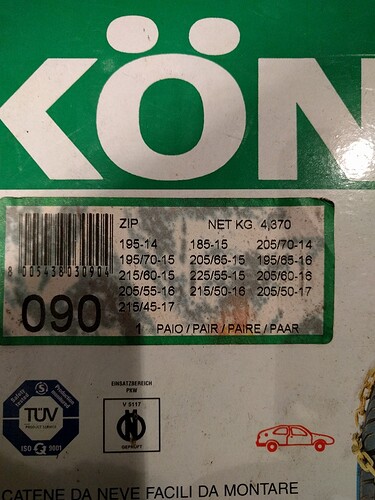 KÖN
ZIP NET KG. 4,370
195-14 185-15 205/70-14
195/70-15 205/65-15 195/65-16
215/60-15 225/55-15 205/60-16
205/55-16 215/50-16 205/50-17
215/45-17
8 005438 030904
090
1 PAIO / PAIR / PAIRE / PAAR
EINSATZBEREICH
PKW
V 5117
GEPRÜFT
TÜV
ISO 9001
CATENE DA NEVE FACILI DA MONTARE